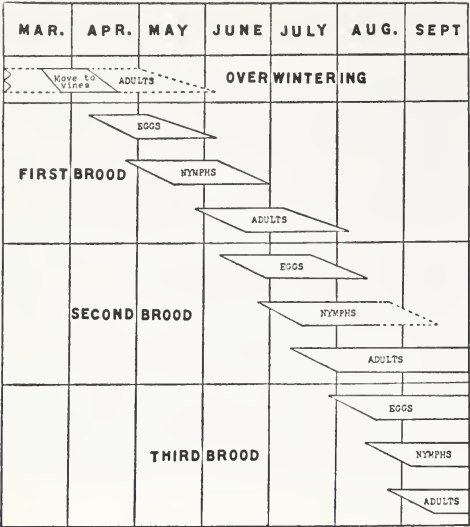 MAR. APR. MAY JUNE JULY AUG. SEPT
Move to
vines
ADULTS
OVERWINTERING
EGGS
FIRST BROOD
NYMPHS
ADULTS
EGGS
SECOND BROOD
NYMPHS
ADULTS
EGGS
THIRD BROOD
NYMPHS
ADULTS